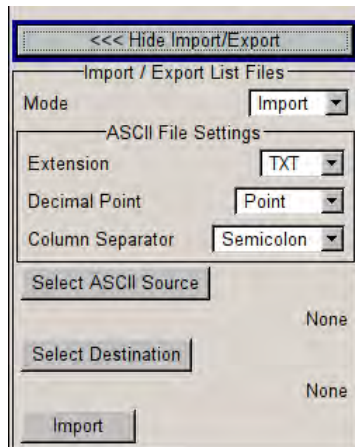 <<< Hide Import/Export
Import / Export List Files
Mode Import
ASCII File Settings
Extension TXT
Decimal Point Point
Column Separator Semicolon
Select ASCII Source
None
Select Destination
None
Import